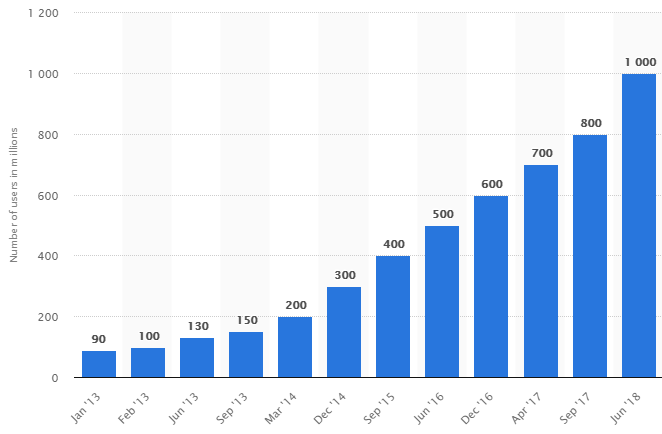 1 200
1 000
800
600
400
200
0
Number of users in millions
90
100
130
150
200
300
400
500
600
700
800
1 000
Jan '13
Feb '13
Jun '13
Sep '13
Mar '14
Dec '14
Sep '15
Jun '16
Dec '16
Apr '17
Sep '17
Jun '18